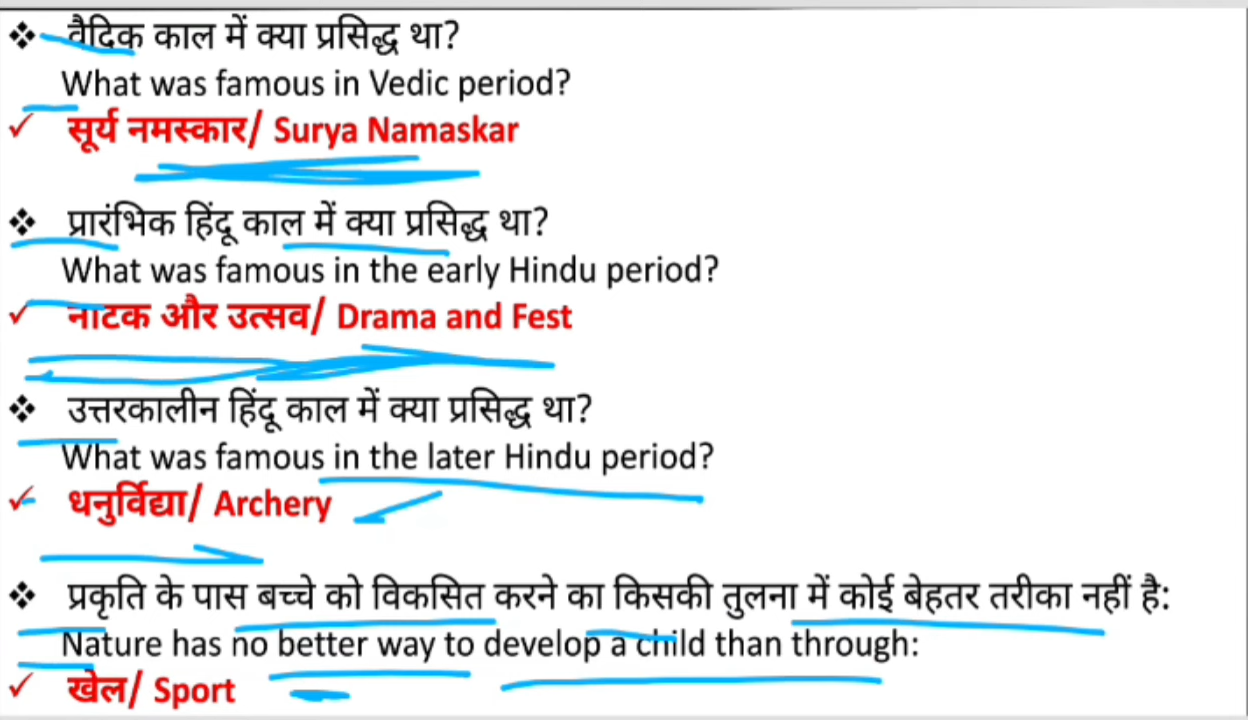 ❖ वैदिक काल में क्या प्रसिद्ध था?
What was famous in Vedic period?
✓ सूर्य नमस्कार/ Surya Namaskar
❖ प्रारंभिक हिंदू काल में क्या प्रसिद्ध था?
What was famous in the early Hindu period?
✓ नाटक और उत्सव/ Drama and Fest
❖ उत्तरकालीन हिंदू काल में क्या प्रसिद्ध था?
What was famous in the later Hindu period?
✓ धनुर्विद्या/ Archery
❖ प्रकृति के पास बच्चे को विकसित करने का किसकी तुलना में कोई बेहतर तरीका नहीं है:
Nature has no better way to develop a child than through:
✓ खेल/ Sport